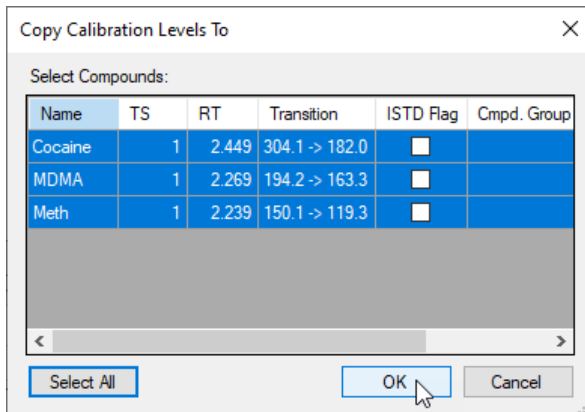 Copy Calibration Levels To
Select Compounds:
Name TS RT Transition ISTD Flag Cmpd. Group
Cocaine 1 2.449 304.1 -> 182.0
MDMA 1 2.269 194.2 -> 163.3
Meth 1 2.239 150.1 -> 119.3
Select All OK Cancel